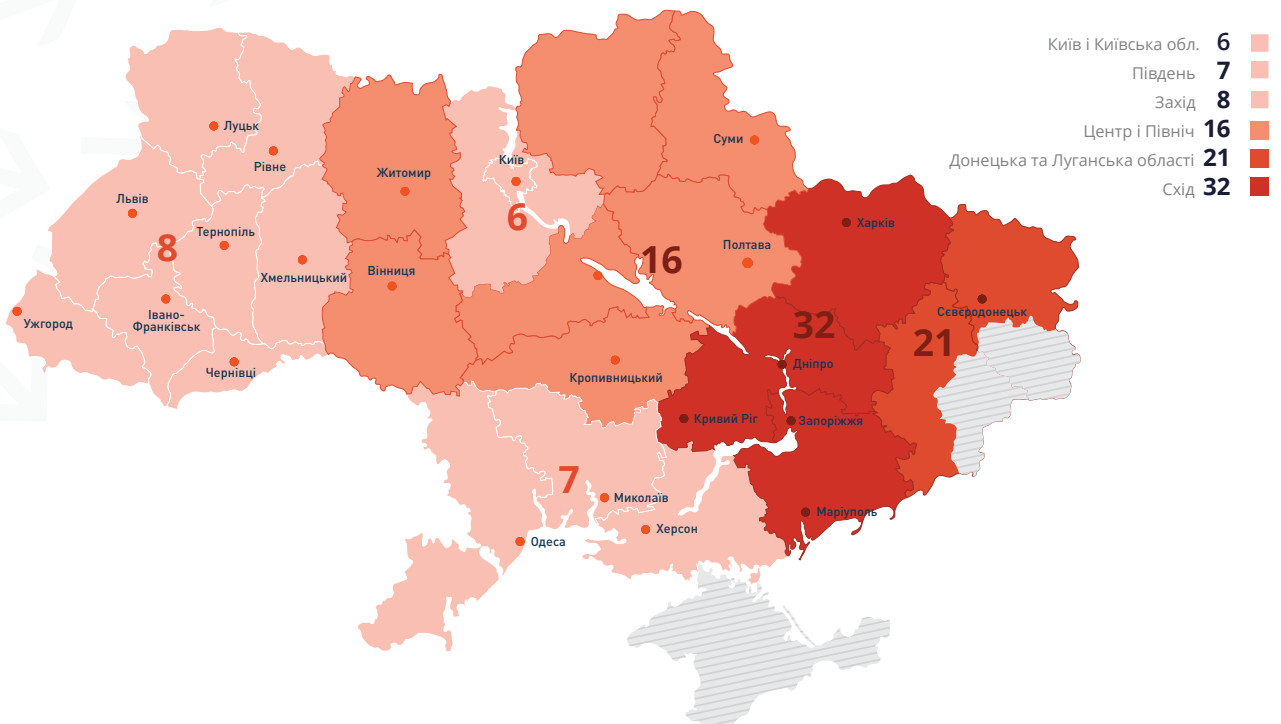 Київ і Київська обл. 6
Південь 7
Захід 8
Центр і Північ 16
Донецька та Луганська області 21
Схід 32
Луцьк
Рівне
Київ
Суми
Житомир
Львів
6
Харків
Тернопіль
8
16
Полтава
Хмельницький
Вінниця
Сєвєродонецьк
Ужгород
Івано-
Франківськ
32
21
Чернівці
Дніпро
Кропивницький
Кривий Ріг
Запоріжжя
7
Миколаїв
Маріуполь
Херсон
Одеса